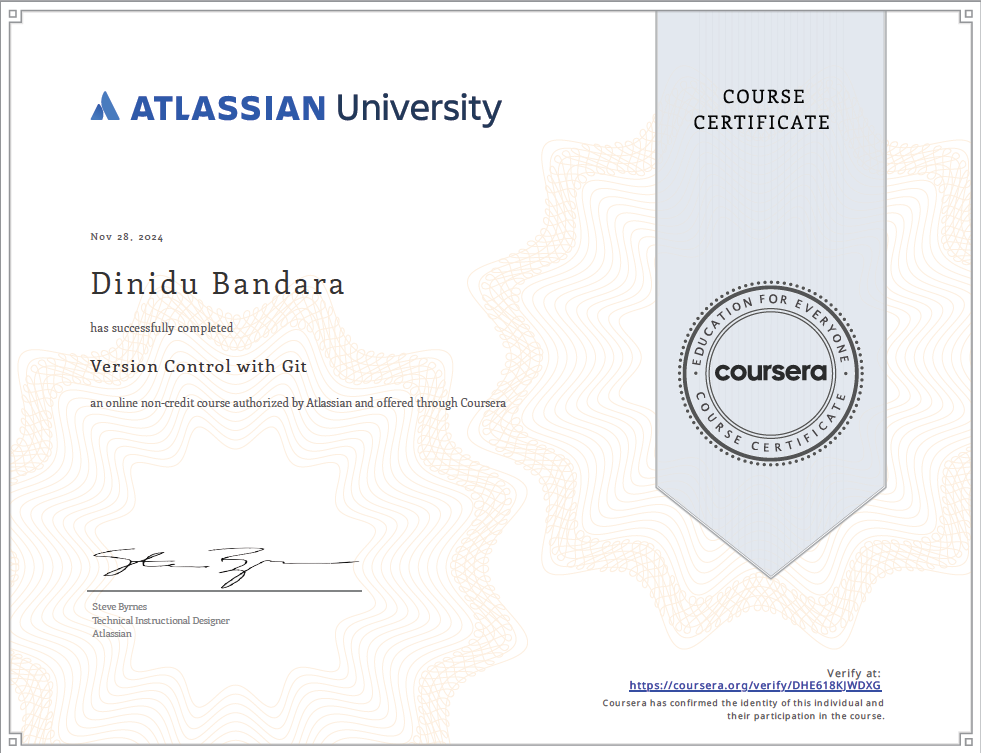 ATLASSIAN University
COURSE
CERTIFICATE
Nov 28, 2024
Dinidu Bandara
has successfully completed
Version Control with Git
an online non-credit course authorized by Atlassian and offered through Coursera
EDUCATION FOR EVERYONE
coursera
COURSE CERTIFICATE
Steve Byrnes
Technical Instructional Designer
Atlassian
Verify at:
https://coursera.org/verify/DHE618KJWDXG
Coursera has confirmed the identity of this individual and
their participation in the course.